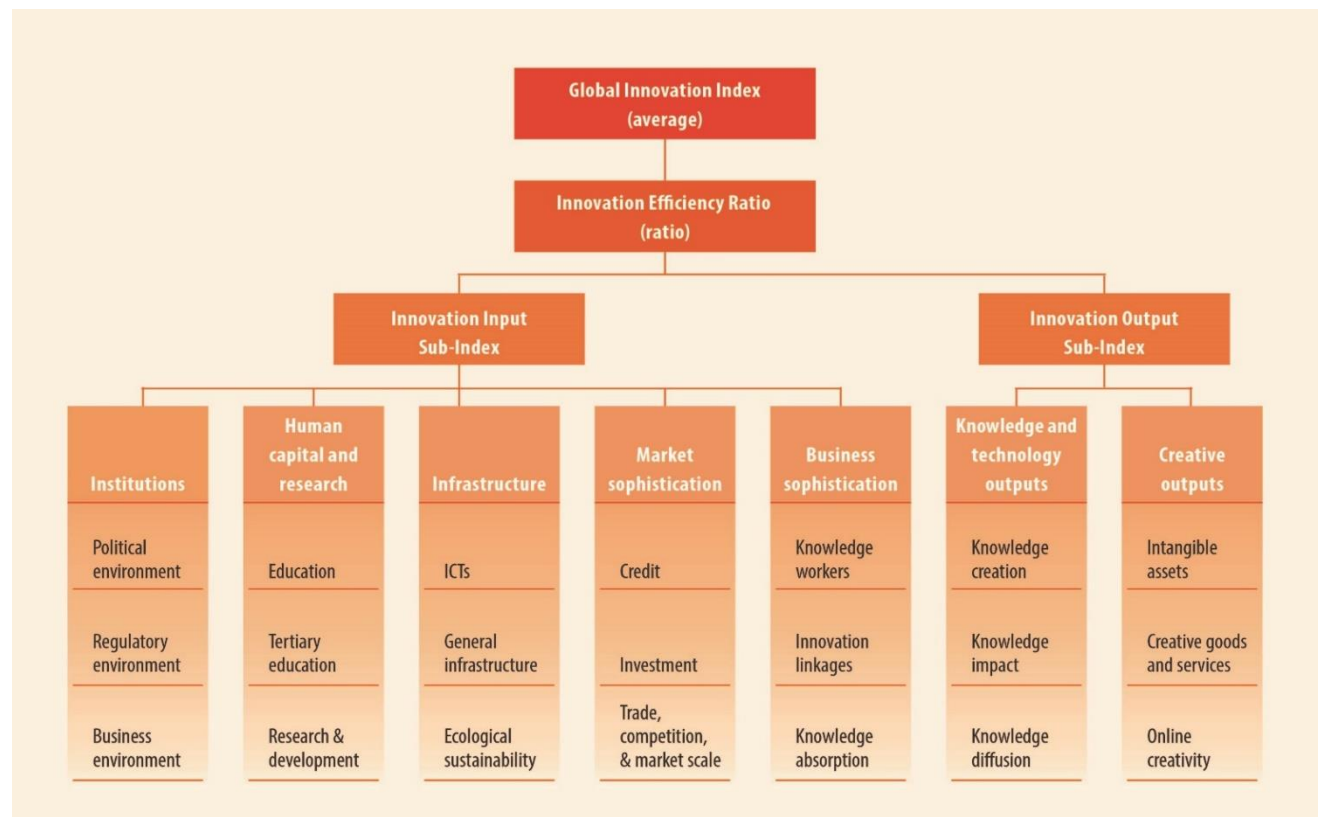 Global Innovation Index
(average)
Innovation Efficiency Ratio
(ratio)
Innovation Input
Sub-Index
Innovation Output
Sub-Index
Institutions
Human
capital and
research
Infrastructure
Market
sophistication
Business
sophistication
Knowledge and
technology
outputs
Creative
outputs
Political
environment
Education
ICTs
Credit
Knowledge
workers
Knowledge
creation
Intangible
assets
Regulatory
environment
Tertiary
education
General
infrastructure
Investment
Innovation
linkages
Knowledge
impact
Creative goods
and services
Business
environment
Research &
development
Ecological
sustainability
Trade,
competition,
& market scale
Knowledge
absorption
Knowledge
diffusion
Online
creativity